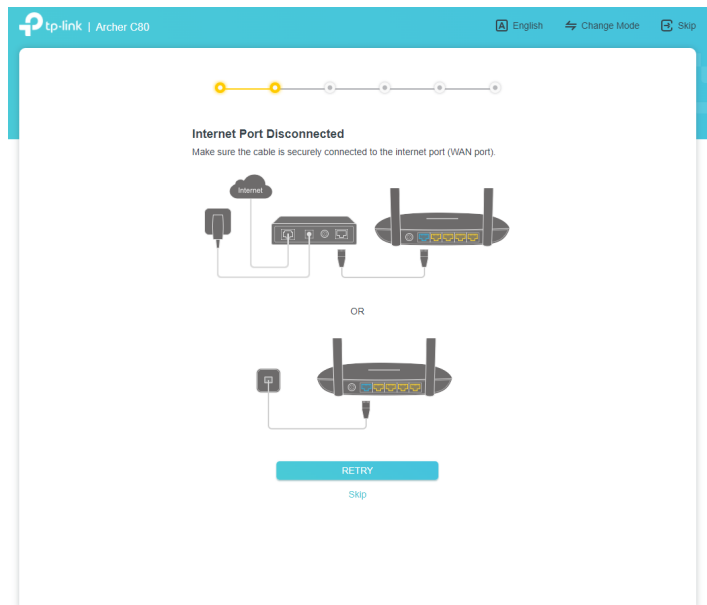 tp-link | Archer C80
English
Change Mode
Skip
Internet Port Disconnected
Make sure the cable is securely connected to the internet port (WAN port).
Internet
OR
RETRY
Skip